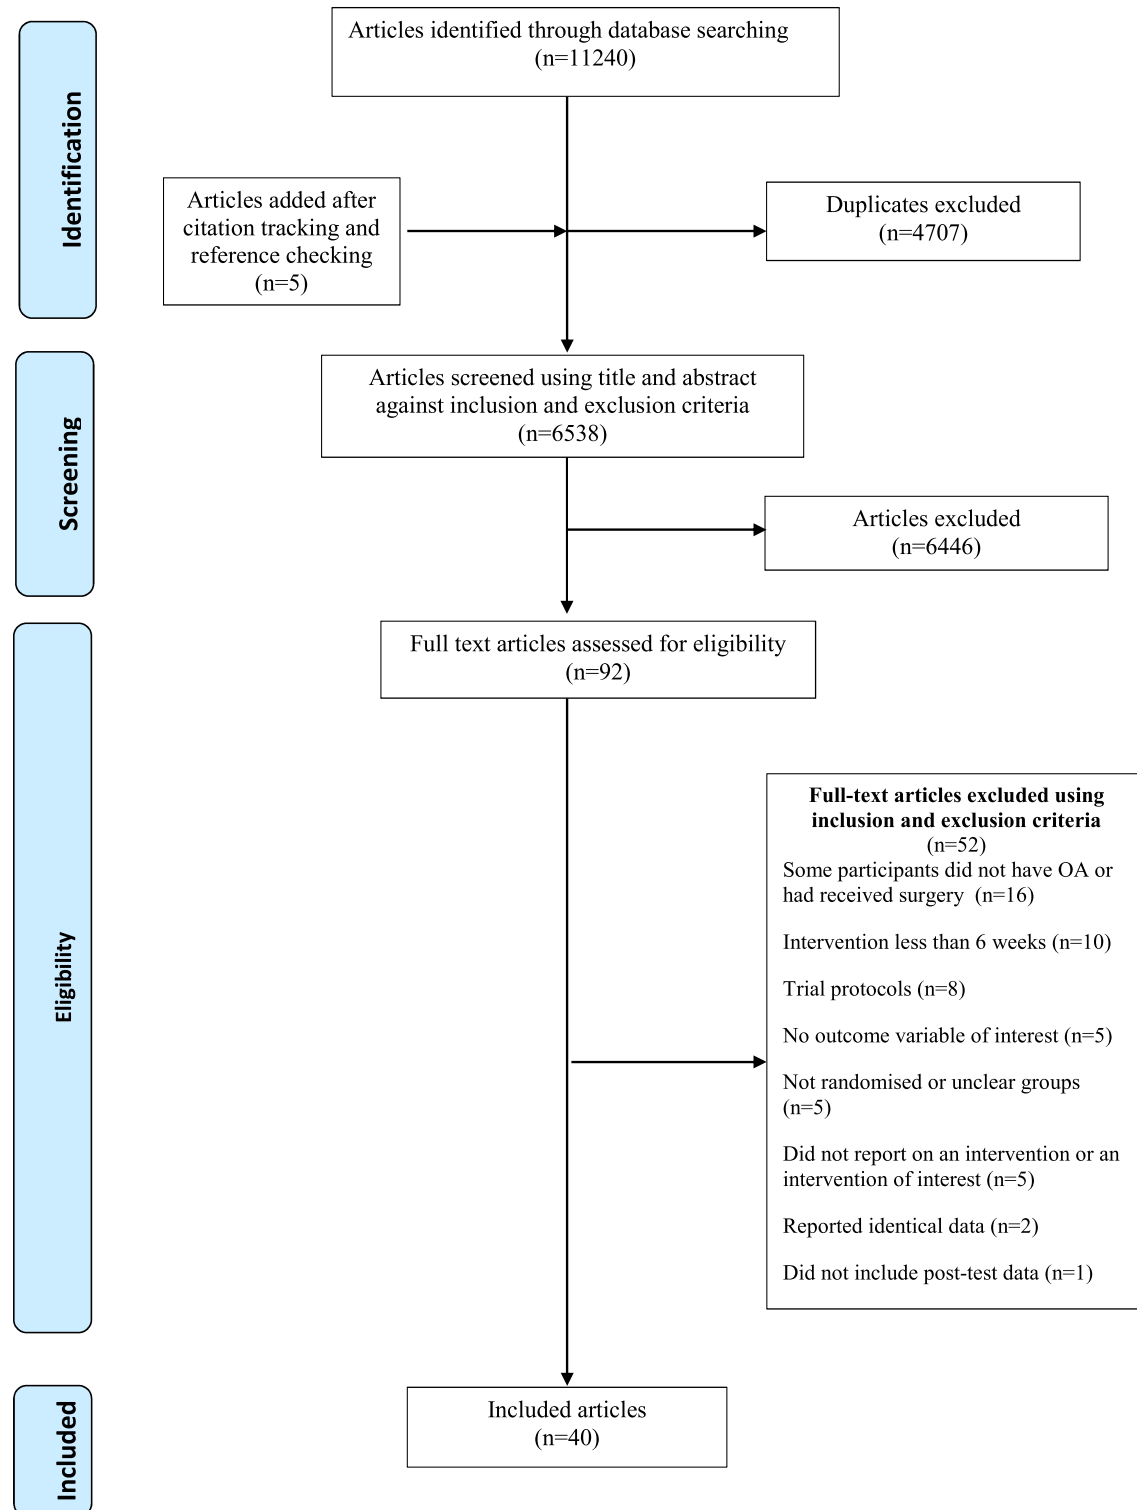 Articles identified through database searching
(n=11240)
Identification
Articles added after
citation tracking and
reference checking
(n=5)
Duplicates excluded
(n=4707)
Screening
Articles screened using title and abstract
against inclusion and exclusion criteria
(n=6538)
Articles excluded
(n=6446)
Eligibility
Full text articles assessed for eligibility
(n=92)
Full-text articles excluded using
inclusion and exclusion criteria
(n=52)
Some participants did not have OA or
had received surgery (n=16)
Intervention less than 6 weeks (n=10)
Trial protocols (n=8)
No outcome variable of interest (n=5)
Not randomised or unclear groups
(n=5)
Did not report on an intervention or an
intervention of interest (n=5)
Reported identical data (n=2)
Did not include post-test data (n=1)
Included
Included articles
(n=40)